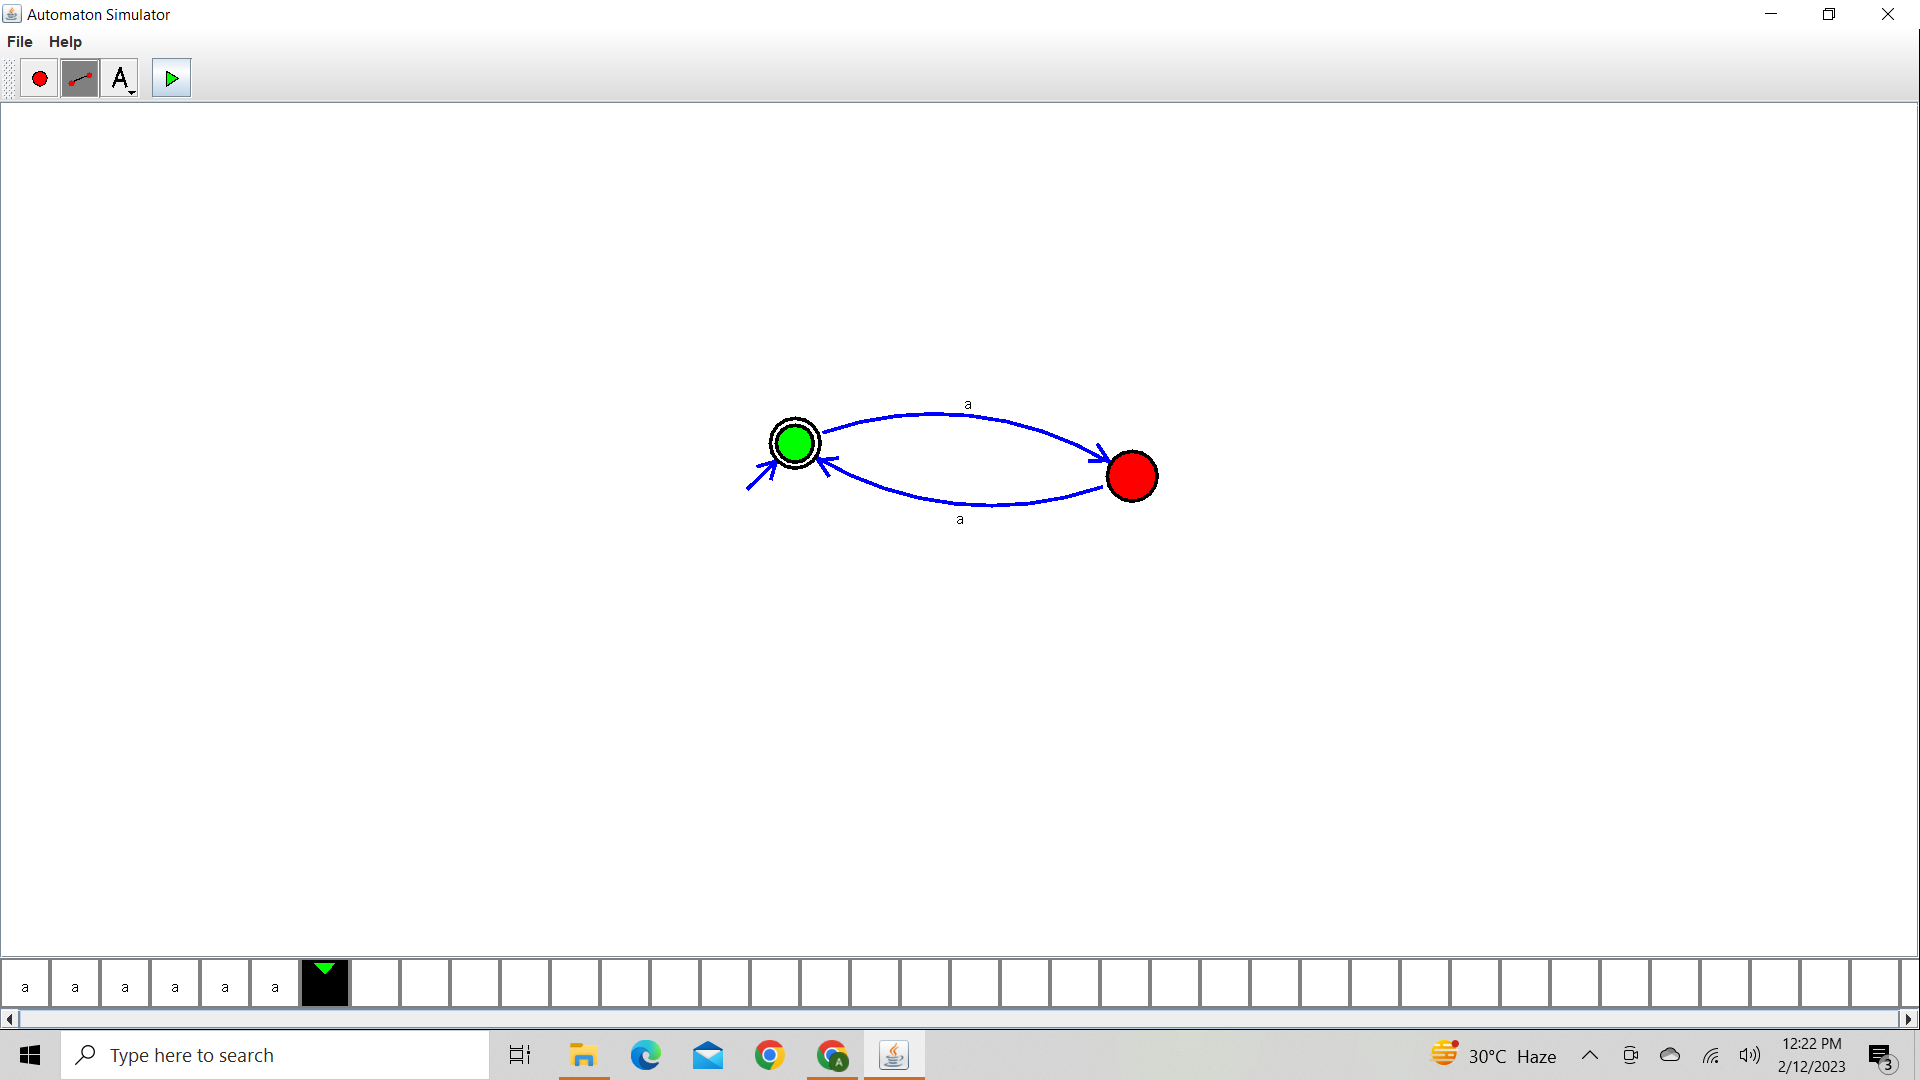 Automaton Simulator
File Help
A
a
a
a a a a a a
Type here to search
A
30°C Haze
12:22 PM
2/12/2023
3